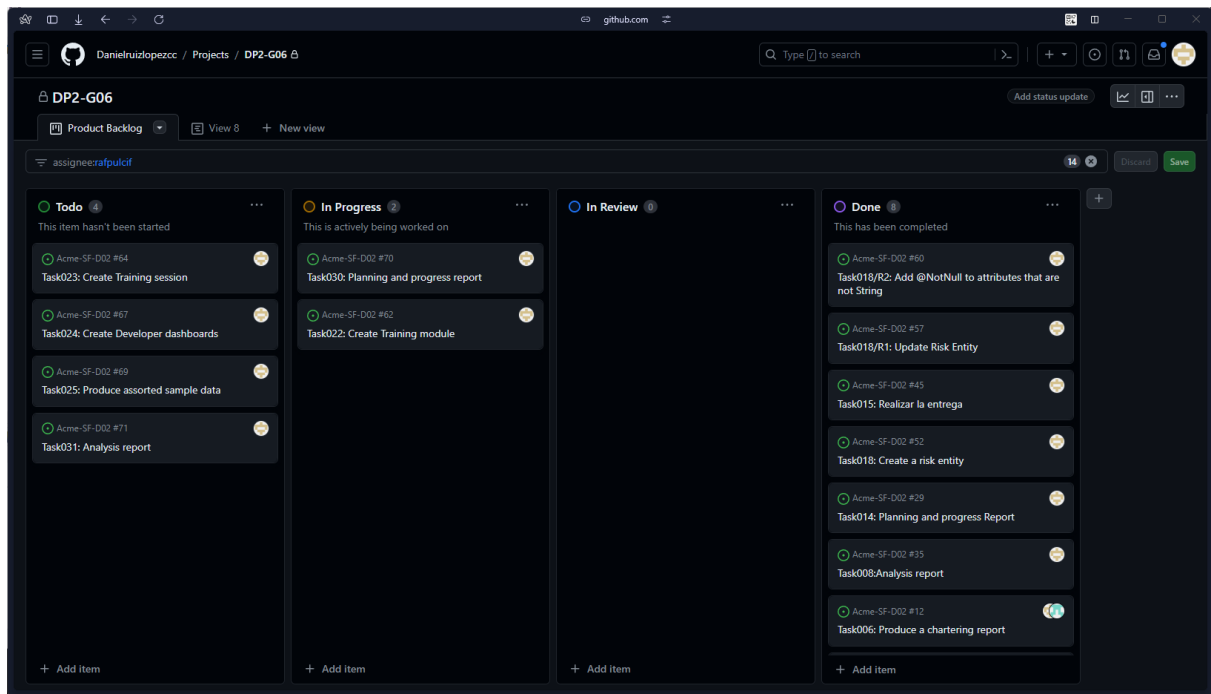 github.com
Danielruizlopezcc / Projects / DP2-G06
Type / to search
DP2-G06
Add status update
Product Backlog
View 8
New view
assignee:rafpulcif
14
Discard
Save
Todo 4
This item hasn't been started
Acme-SF-D02 #64
Task023: Create Training session
Acme-SF-D02 #67
Task024: Create Developer dashboards
Acme-SF-D02 #69
Task025: Produce assorted sample data
Acme-SF-D02 #71
Task031: Analysis report
Add item
In Progress 2
This is actively being worked on
Acme-SF-D02 #70
Task030: Planning and progress report
Acme-SF-D02 #62
Task022: Create Training module
Add item
In Review 0
Add item
Done 8
This has been completed
Acme-SF-D02 #60
Task018/R2: Add @NotNull to attributes that are
not String
Acme-SF-D02 #57
Task018/R1: Update Risk Entity
Acme-SF-D02 #45
Task015: Realizar la entrega
Acme-SF-D02 #52
Task018: Create a risk entity
Acme-SF-D02 #29
Task014: Planning and progress Report
Acme-SF-D02 #35
Task008:Analysis report
Acme-SF-D02 #12
Task006: Produce a chartering report
Add item